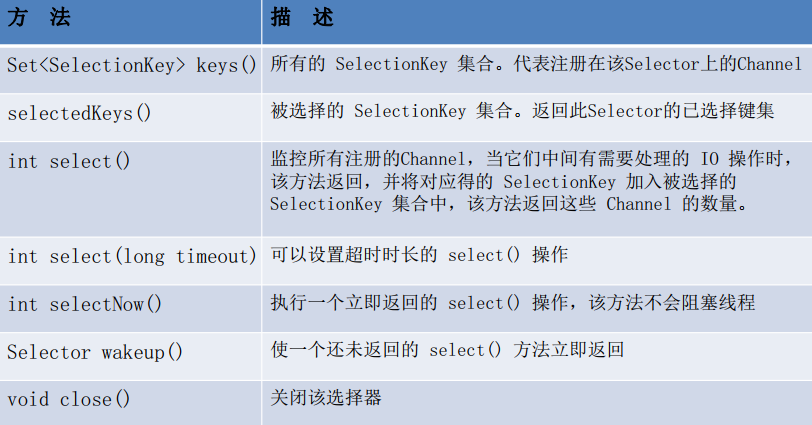 方 法
描 述
Set<SelectionKey> keys()
所有的 SelectionKey 集合。代表注册在该Selector上的Channel
selectedKeys()
被选择的 SelectionKey 集合。返回此Selector的已选择键集
int select()
监控所有注册的Channel，当它们中间有需要处理的 IO 操作时，
该方法返回，并将对应得的 SelectionKey 加入被选择的
SelectionKey 集合中，该方法返回这些 Channel 的数量。
int select(long timeout)
可以设置超时时长的 select() 操作
int selectNow()
执行一个立即返回的 select() 操作，该方法不会阻塞线程
Selector wakeup()
使一个还未返回的 select() 方法立即返回
void close()
关闭该选择器